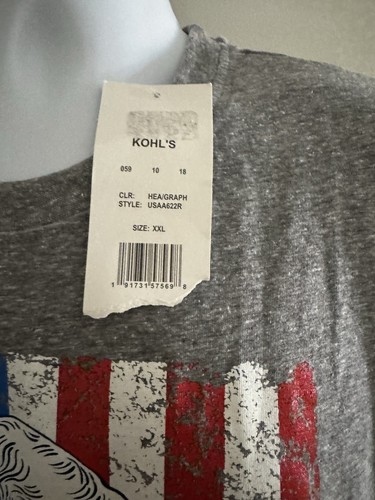 KOHL'S
059 10 18
CLR: HEA/GRAPH
STYLE: USAA622R
SIZE: XXL
1 91731 57569 8